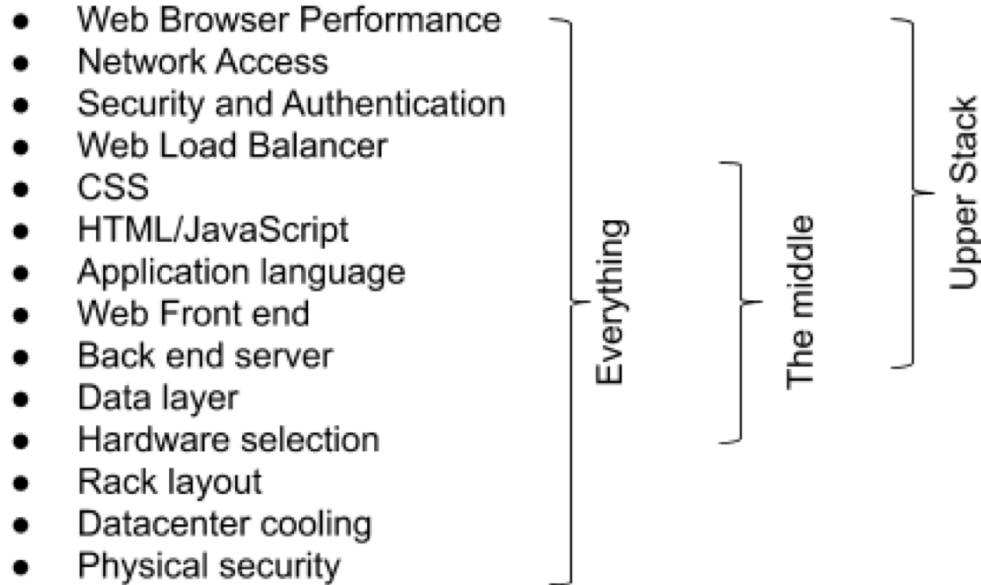 ● Web Browser Performance
● Network Access
● Security and Authentication
● Web Load Balancer
● CSS
● HTML/JavaScript
● Application language
● Web Front end
● Back end server
● Data layer
● Hardware selection
● Rack layout
● Datacenter cooling
● Physical security
Everything
The middle
Upper Stack